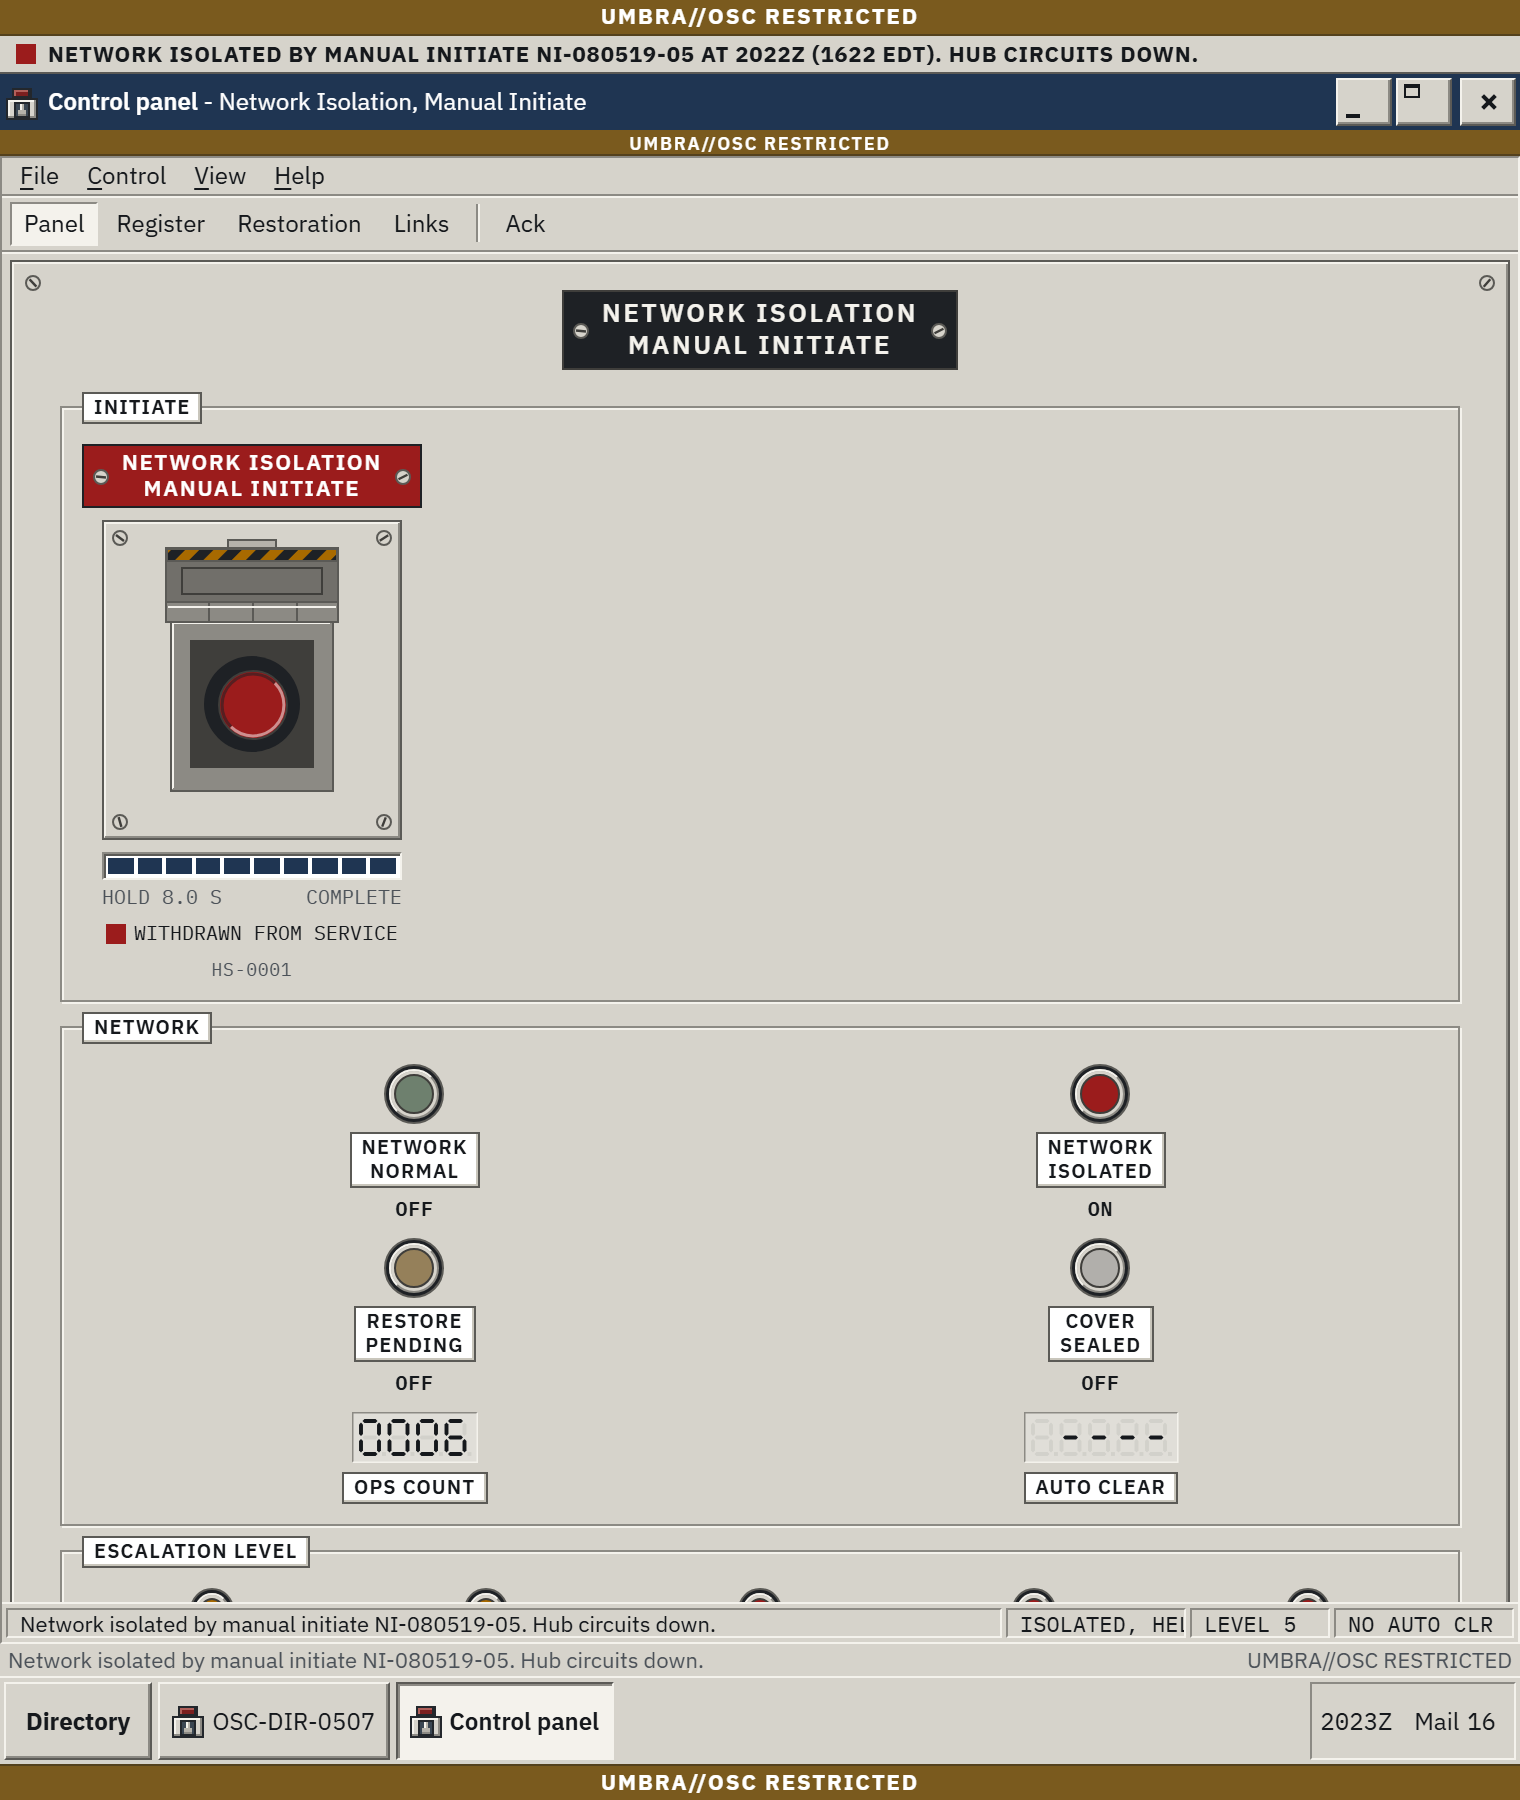 UMBRA//OSC RESTRICTED
NETWORK ISOLATED BY MANUAL INITIATE NI-080519-05 AT 2022Z (1622 EDT). HUB CIRCUITS DOWN.
Control panel - Network Isolation, Manual Initiate
UMBRA//OSC RESTRICTED
File Control View Help
Panel Register Restoration Links Ack
NETWORK ISOLATION
MANUAL INITIATE
INITIATE
NETWORK ISOLATION
MANUAL INITIATE
HOLD 8.0 S COMPLETE
WITHDRAWN FROM SERVICE
HS-0001
NETWORK
NETWORK
NORMAL
OFF
NETWORK
ISOLATED
ON
RESTORE
PENDING
OFF
COVER
SEALED
OFF
0006
OPS COUNT
----
AUTO CLEAR
ESCALATION LEVEL
Network isolated by manual initiate NI-080519-05. Hub circuits down.
ISOLATED, HEL
LEVEL 5
NO AUTO CLR
Network isolated by manual initiate NI-080519-05. Hub circuits down.
UMBRA//OSC RESTRICTED
Directory
OSC-DIR-0507
Control panel
2023Z Mail 16
UMBRA//OSC RESTRICTED